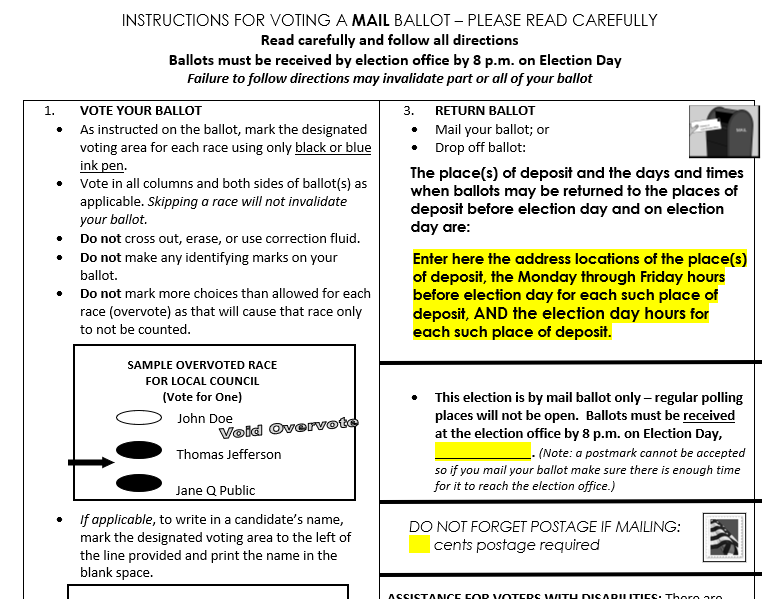 INSTRUCTIONS FOR VOTING A MAIL BALLOT – PLEASE READ CAREFULLY
Read carefully and follow all directions
Ballots must be received by election office by 8 p.m. on Election Day
Failure to follow directions may invalidate part or all of your ballot
1. VOTE YOUR BALLOT
• As instructed on the ballot, mark the designated
voting area for each race using only black or blue
ink pen.
• Vote in all columns and both sides of ballot(s) as
applicable. Skipping a race will not invalidate
your ballot.
• Do not cross out, erase, or use correction fluid.
• Do not make any identifying marks on your
ballot.
• Do not mark more choices than allowed for each
race (overvote) as that will cause that race only
to not be counted.
SAMPLE OVERVOTED RACE
FOR LOCAL COUNCIL
(Vote for One)
John Doe
Void Overvote
Thomas Jefferson
Jane Q Public
• If applicable, to write in a candidate’s name,
mark the designated voting area to the left of
the line provided and print the name in the
blank space.
3. RETURN BALLOT
• Mail your ballot; or
• Drop off ballot:
The place(s) of deposit and the days and times
when ballots may be returned to the places of
deposit before election day and on election
day are:
Enter here the address locations of the place(s)
of deposit, the Monday through Friday hours
before election day for each such place of
deposit, AND the election day hours for
each such place of deposit.
• This election is by mail ballot only – regular polling
places will not be open. Ballots must be received
at the election office by 8 p.m. on Election Day,
____________. (Note: a postmark cannot be accepted
so if you mail your ballot make sure there is enough time
for it to reach the election office.)
DO NOT FORGET POSTAGE IF MAILING:
cents postage required
ASSISTANCE FOR VOTERS WITH DISABILITIES: There are